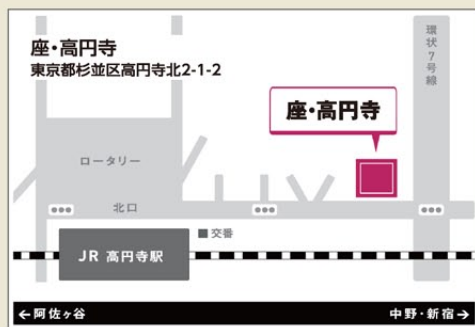 座・高円寺
東京都杉並区高円寺北2-1-2
環状7号線
座・高円寺
ロータリー
北口
交番
JR 高円寺駅
←阿佐ヶ谷
中野・新宿→